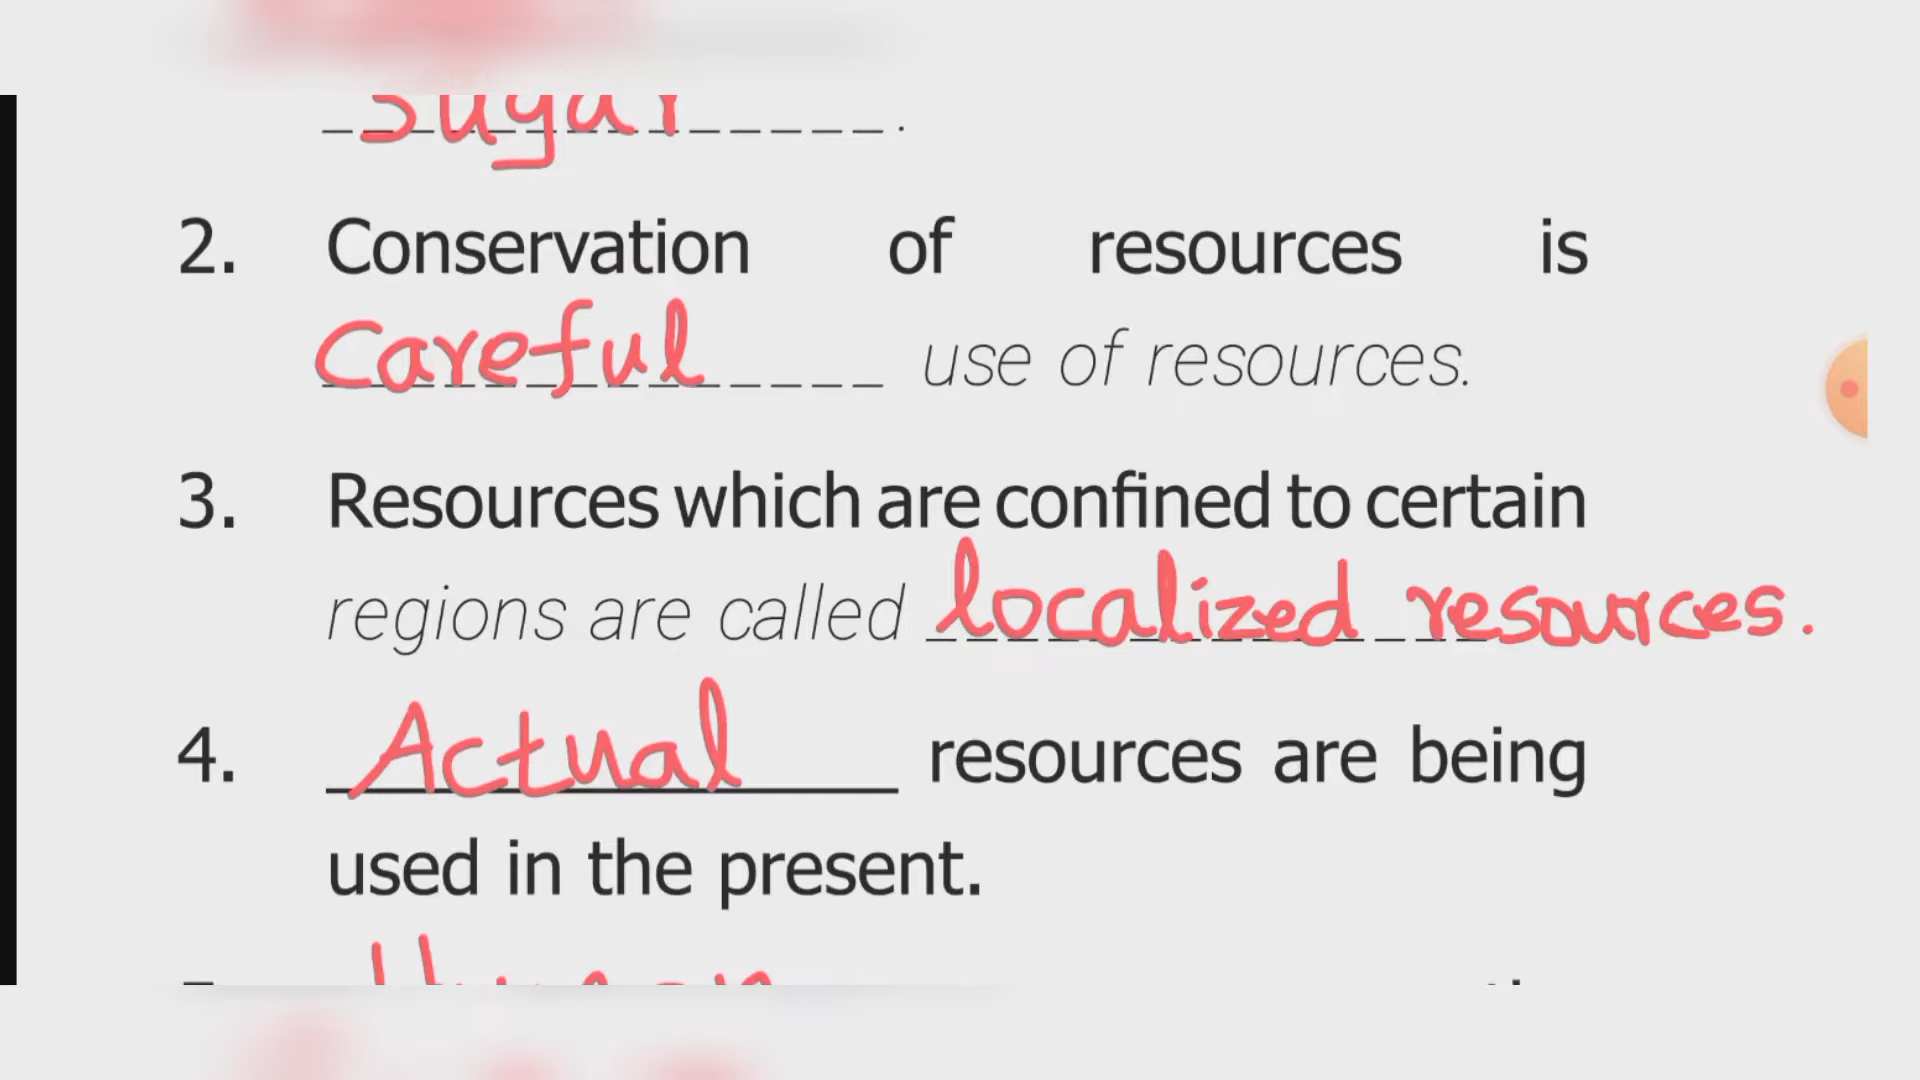 Sugar.
2. Conservation of resources is
Careful use of resources.
3. Resources which are confined to certain
regions are called localized resources.
4. Actual resources are being
used in the present.